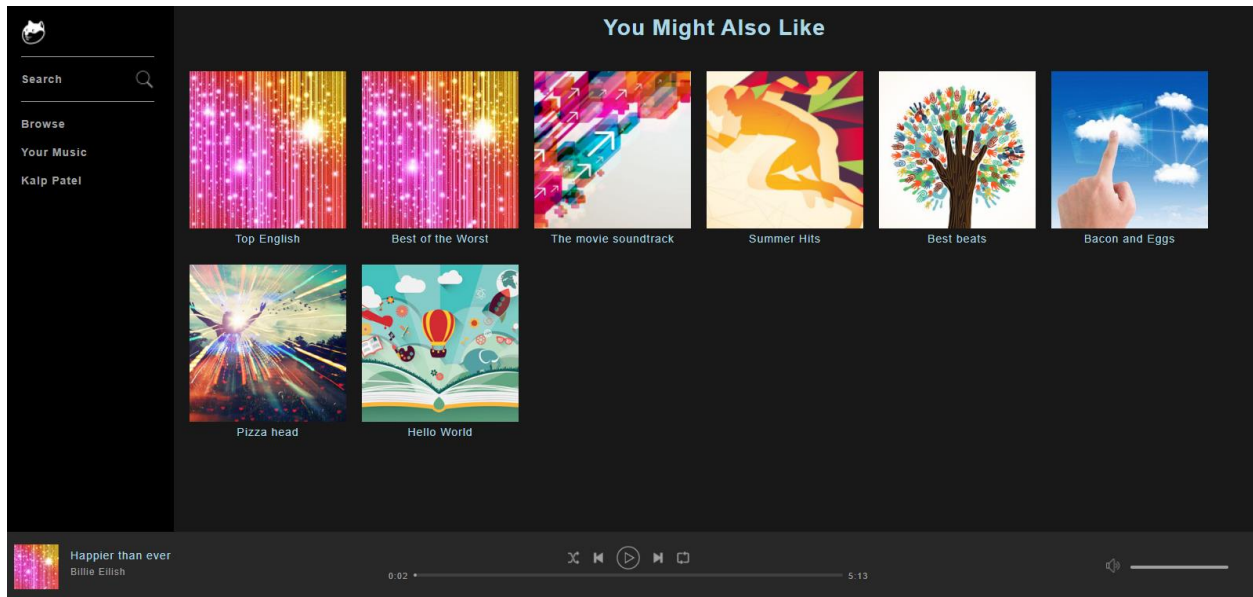 You Might Also Like
Search
Browse
Your Music
Kalp Patel
Top English
Best of the Worst
The movie soundtrack
Summer Hits
Best beats
Bacon and Eggs
Pizza head
Hello World
Happier than ever
Billie Eilish
0:02
5:13